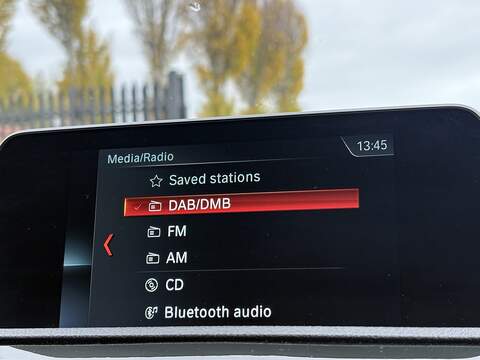 Media/Radio
13:45
Saved stations
DAB/DMB
FM
AM
CD
Bluetooth audio